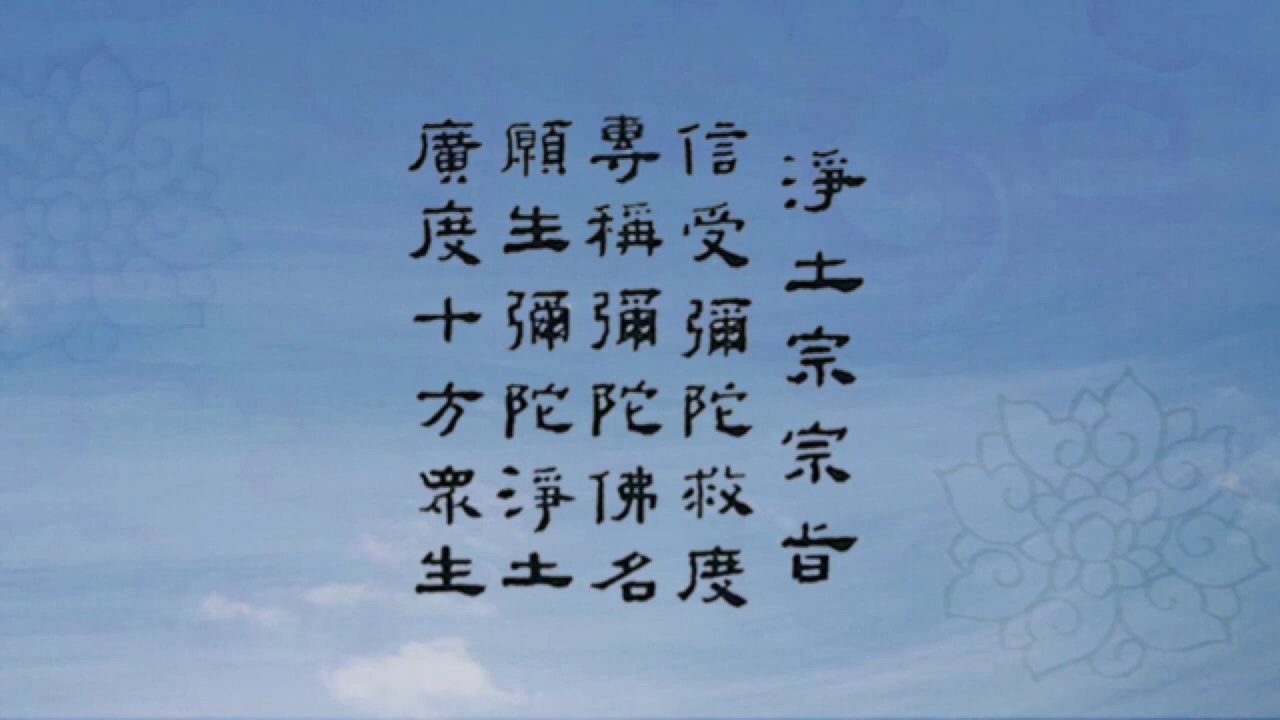 淨土宗宗旨
信受彌陀救度
專稱彌陀佛名
願生彌陀淨土
廣度十方眾生